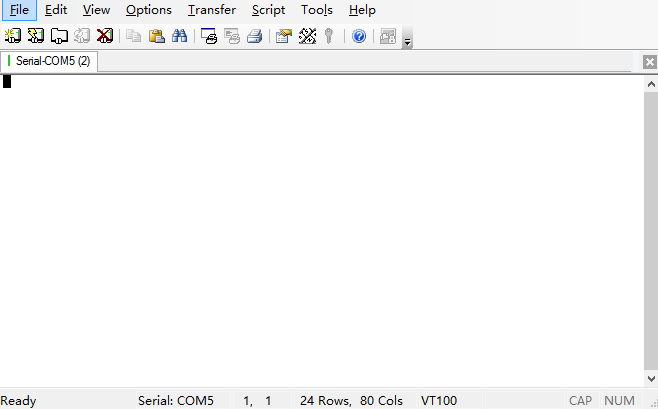 File Edit View Options Transfer Script Tools Help
Serial-COM5 (2)
Ready Serial: COM5 1, 1 24 Rows, 80 Cols VT100 CAP NUM